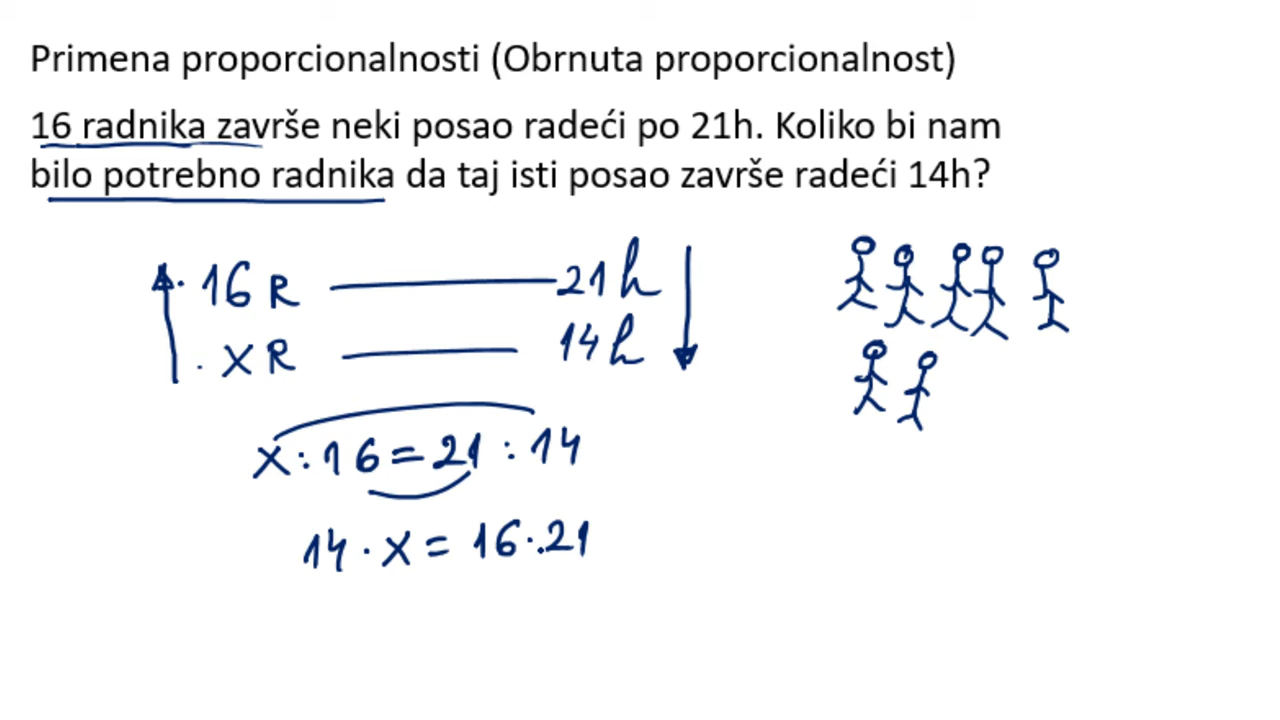 Primena proporcionalnosti (Obrnuta proporcionalnost)
16 radnika završe neki posao radeći po 21h. Koliko bi nam
bilo potrebno radnika da taj isti posao završe radeći 14h?
16 R 21 h
x R 14 h
x : 16 = 21 : 14
14 · x = 16 · 21